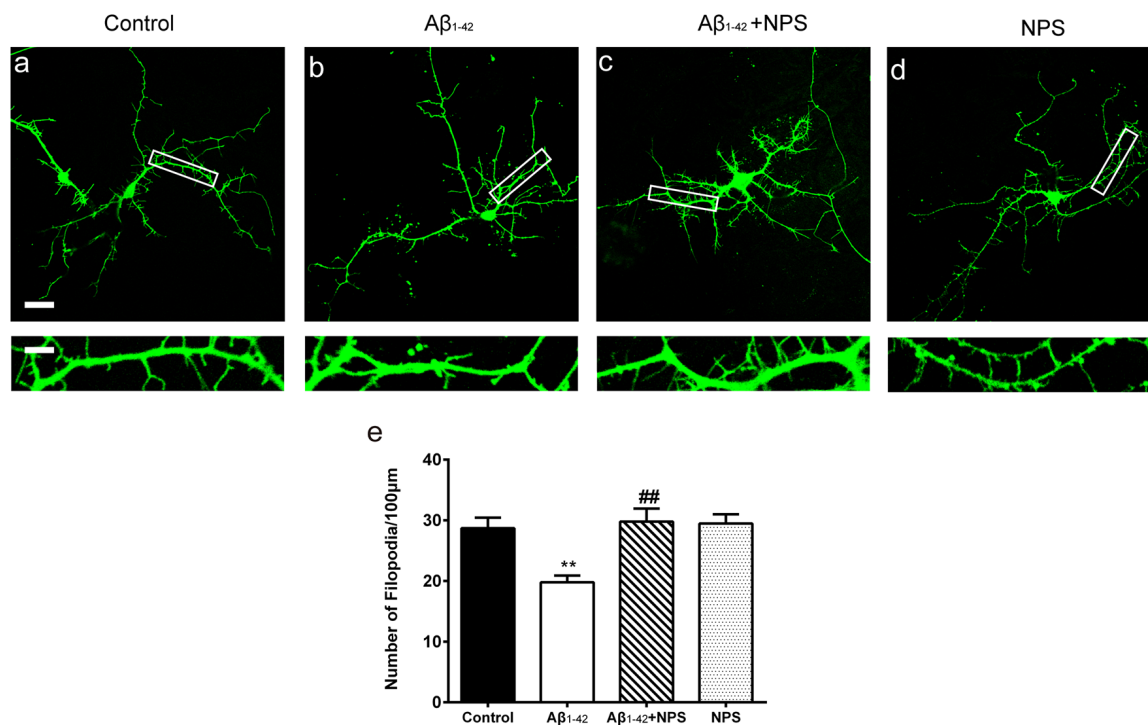 Control Aβ₁₋₄₂ Aβ₁₋₄₂ +NPS NPS
a b c d
e
Number of Filopodia/100μm
40
30
20
10
0
##
**
Control Aβ₁₋₄₂ Aβ₁₋₄₂+NPS NPS